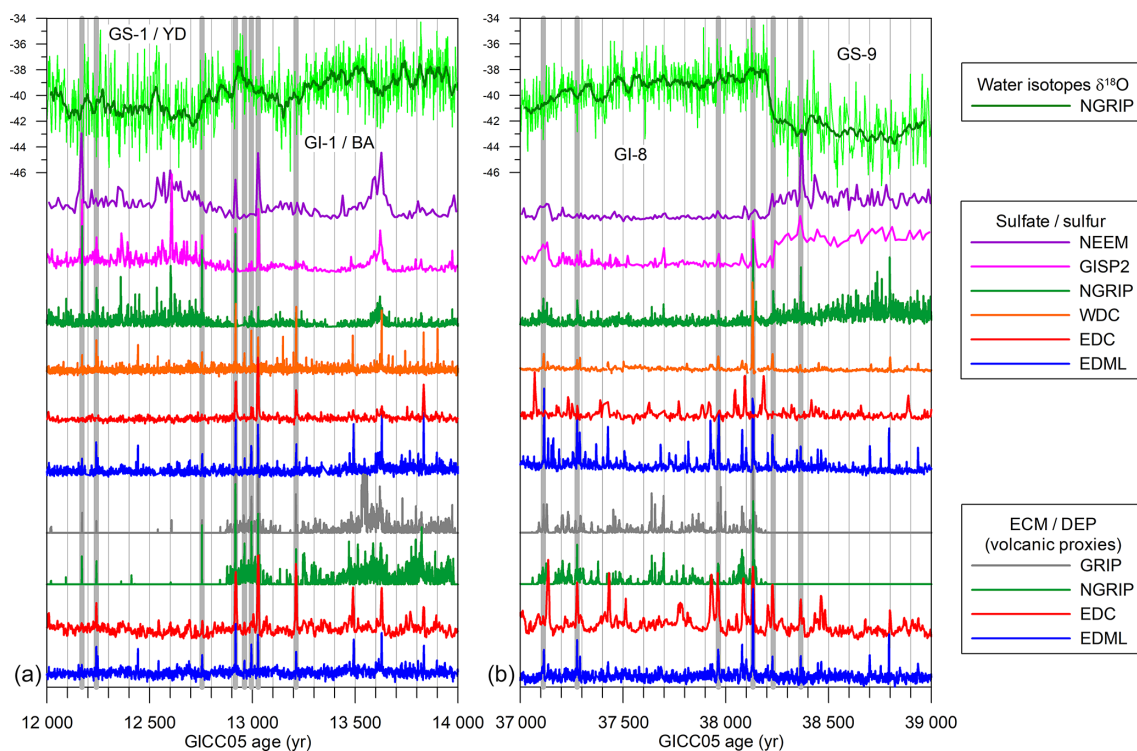 -34
-36
-38
-40
-42
-44
-46
GS-1 / YD
GI-1 / BA
(a)
12 000
12 500
13 000
13 500
14 000
GICC05 age (yr)
-34
-36
-38
-40
-42
-44
-46
GS-9
GI-8
(b)
37 000
37 500
38 000
38 500
39 000
GICC05 age (yr)
Water isotopes δ¹⁸O
NGRIP
Sulfate / sulfur
NEEM
GISP2
NGRIP
WDC
EDC
EDML
ECM / DEP
(volcanic proxies)
GRIP
NGRIP
EDC
EDML